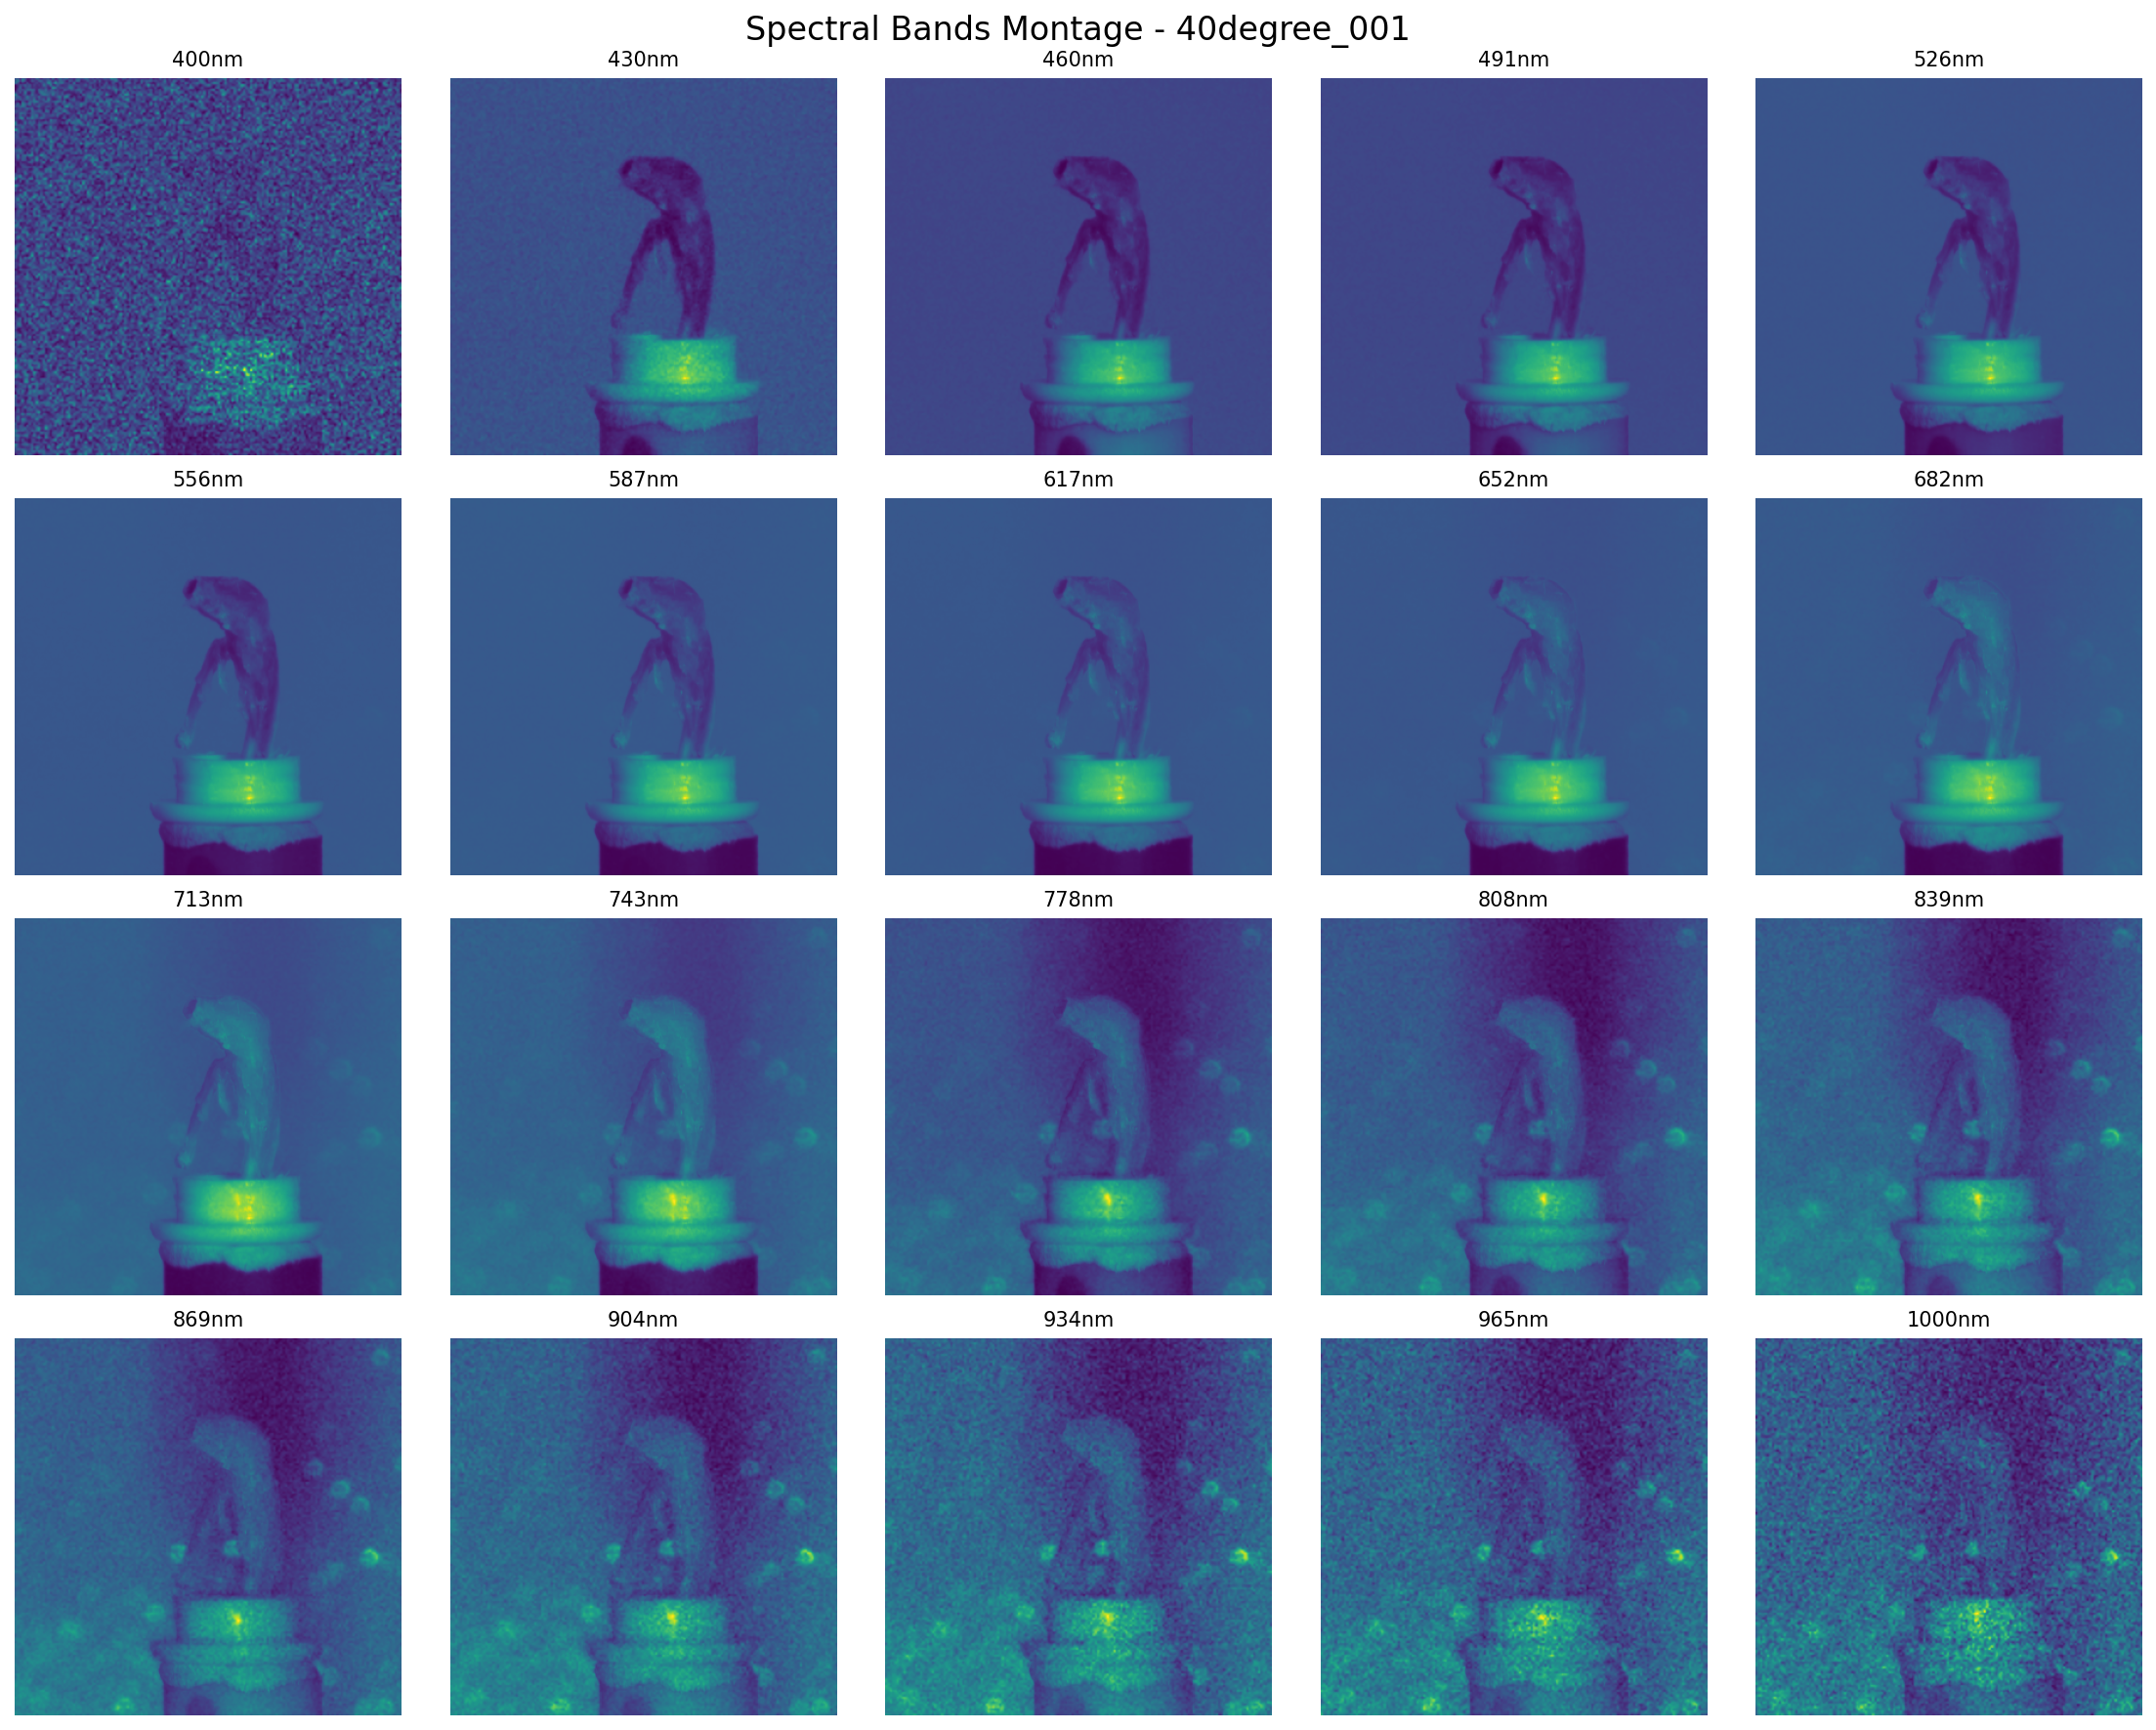 Spectral Bands Montage - 40degree_001
400nm
430nm
460nm
491nm
526nm
556nm
587nm
617nm
652nm
682nm
713nm
743nm
778nm
808nm
839nm
869nm
904nm
934nm
965nm
1000nm